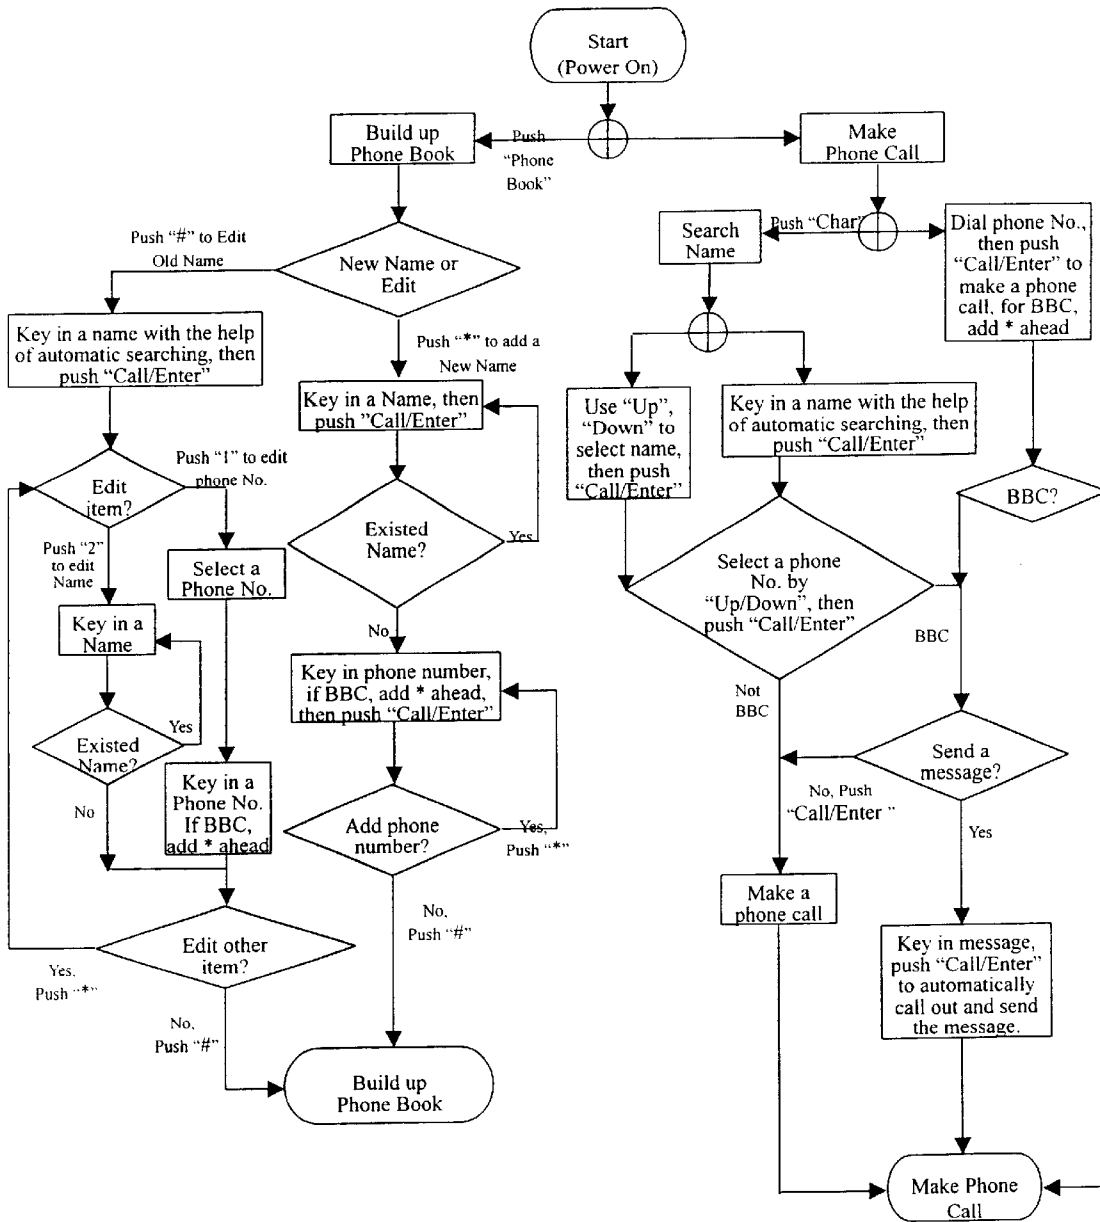 Start
(Power On)
Build up
Phone Book
Push
“Phone
Book”
Make
Phone Call
Push “#” to Edit
Old Name
New Name or
Edit
Search
Name
Push “Char”
Dial phone No.,
then push
“Call/Enter” to
make a phone
call, for BBC,
add * ahead
Key in a name with the help
of automatic searching, then
push “Call/Enter”
Push “*” to add a
New Name
Key in a Name, then
push ”Call/Enter”
Use “Up”,
“Down” to
select name,
then push
“Call/Enter”
Key in a name with the help
of automatic searching, then
push “Call/Enter”
Edit
item?
Push “1” to edit
phone No.
BBC?
Push “2”
to edit
Name
Select a
Phone No.
Existed
Name?
Yes
Select a phone
No. by
“Up/Down”, then
push “Call/Enter”
Key in a
Name
No
BBC
Key in phone number,
if BBC, add * ahead,
then push “Call/Enter”
Not
BBC
Existed
Name?
Yes
Send a
message?
No
Key in a
Phone No.
If BBC,
add * ahead
Add phone
number?
Yes,
Push “*”
No, Push
“Call/Enter ”
Yes
Make a
phone call
No,
Push “#”
Edit other
item?
Yes,
Push “*”
Key in message,
push “Call/Enter”
to automatically
call out and send
the message.
No,
Push “#”
Build up
Phone Book
Make Phone
Call